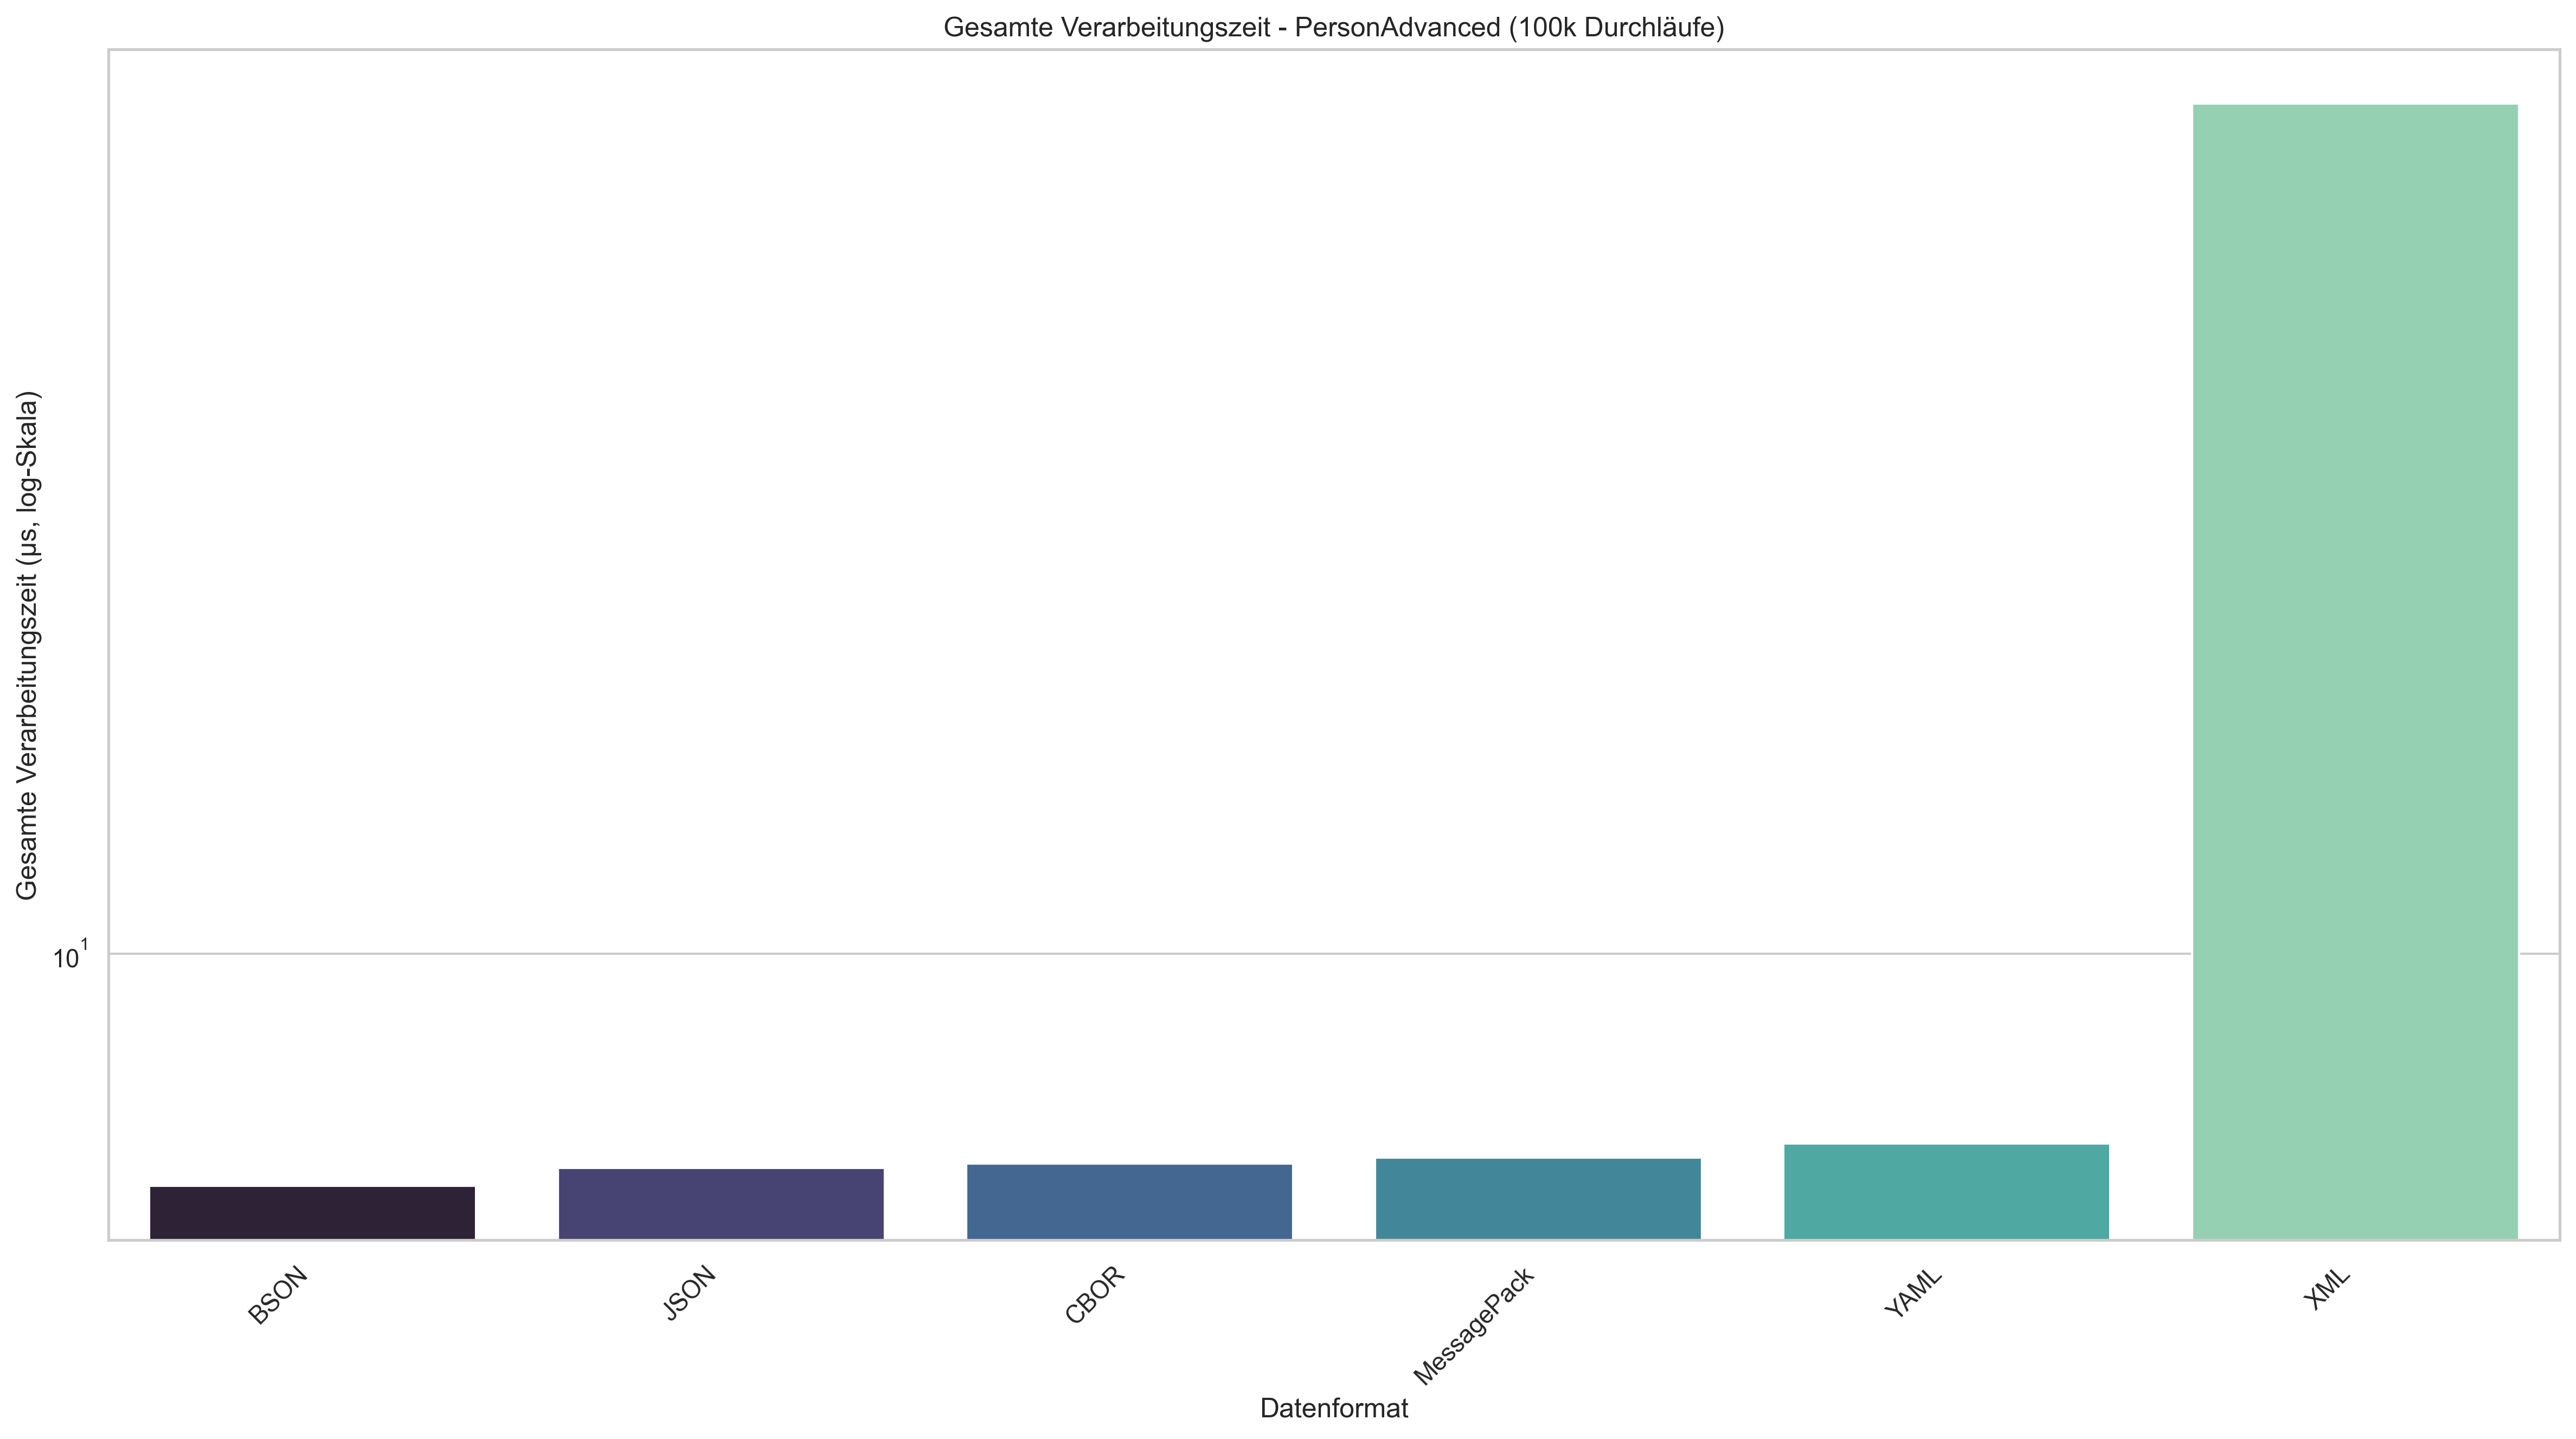 Gesamte Verarbeitungszeit - PersonAdvanced (100k Durchläufe)
Gesamte Verarbeitungszeit (µs, log-Skala)
10¹
BSON
JSON
CBOR
MessagePack
YAML
XML
Datenformat